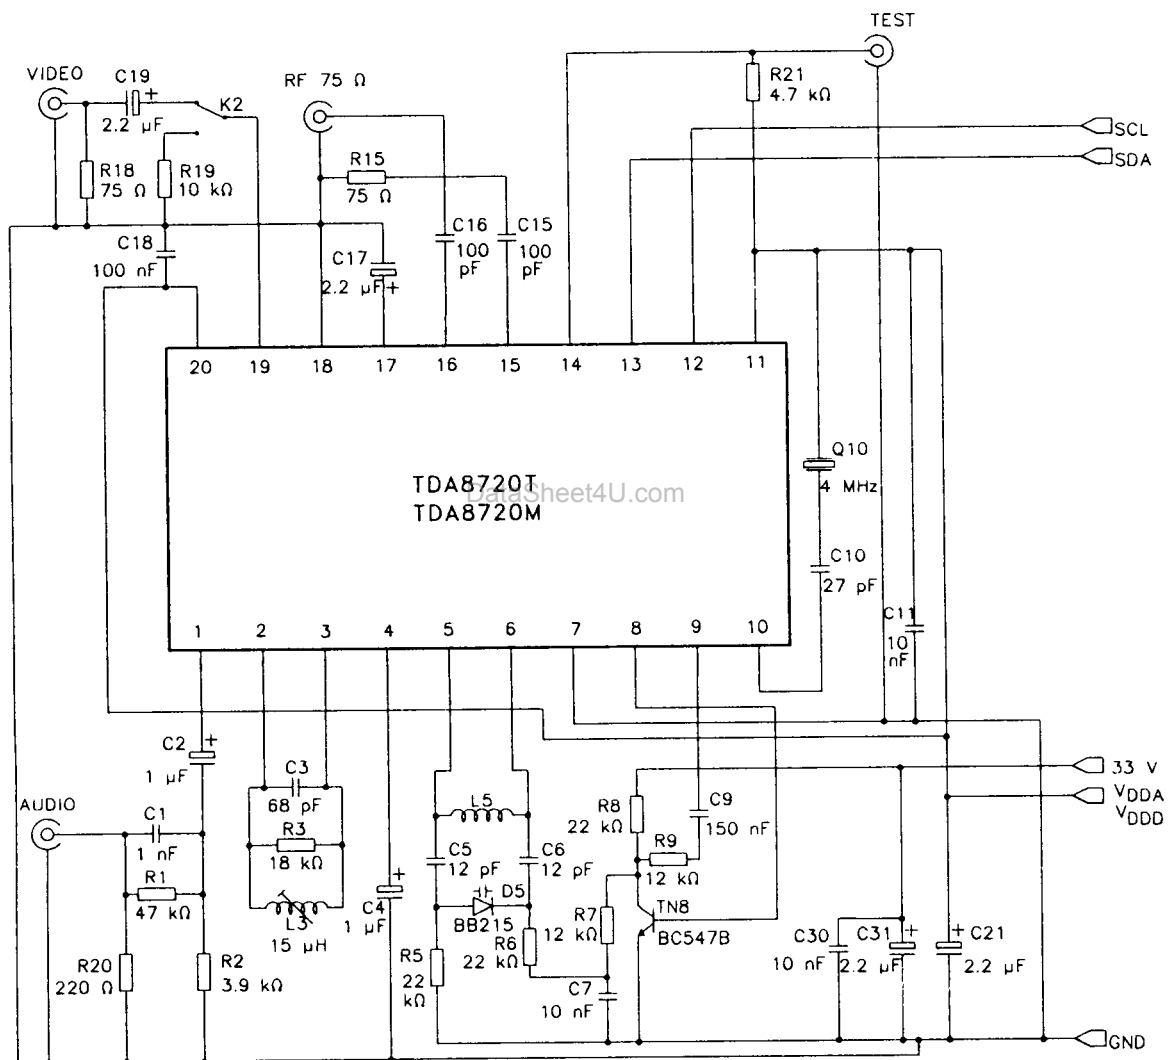 TEST
VIDEO
C19
+
2.2 µF
K2
RF 75 Ω
R21
4.7 kΩ
SCL
SDA
R18
75 Ω
R19
10 kΩ
R15
75 Ω
C18
100 nF
C17
2.2 µF+
C16
100
pF
C15
100
pF
20 19 18 17 16 15 14 13 12 11
TDA8720T
DataSheet4U.com
TDA8720M
Q10
4 MHz
C10
27 pF
C11
10
nF
1 2 3 4 5 6 7 8 9 10
C2
+
1 µF
C3
68 pF
R3
18 kΩ
L3
15 µH
AUDIO
C1
1 nF
R1
47 kΩ
R20
220 Ω
R2
3.9 kΩ
+
C4
1
µF
L5
C5
12 pF
C6
12 pF
D5
BB215
R5
22
kΩ
R6
22 kΩ
R7
12 kΩ
C7
10 nF
R8
22 kΩ
R9
12 kΩ
C9
150 nF
TN8
BC547B
33 V
VDDA
VDDD
C30
10 nF
C31
+
2.2 µF
+
C21
2.2 µF
GND